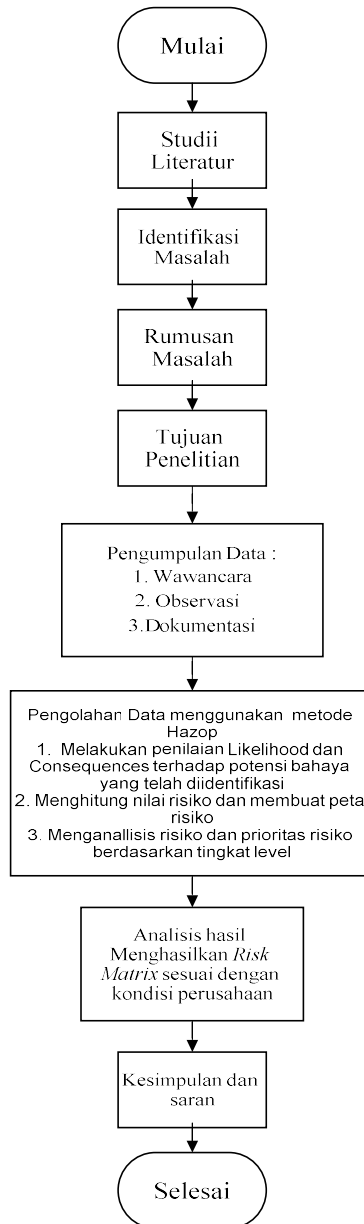 Mulai
Studii
Literatur
Identifikasi
Masalah
Rumusan
Masalah
Tujuan
Penelitian
Pengumpulan Data :
1. Wawancara
2. Observasi
3.Dokumentasi
Pengolahan Data menggunakan metode
Hazop
1. Melakukan penilaian Likelihood dan
Consequences terhadap potensi bahaya
yang telah diidentifikasi
2. Menghitung nilai risiko dan membuat peta
risiko
3. Menganallisis risiko dan prioritas risiko
berdasarkan tingkat level
Analisis hasil
Menghasilkan Risk
Matrix sesuai dengan
kondisi perusahaan
Kesimpulan dan
saran
Selesai